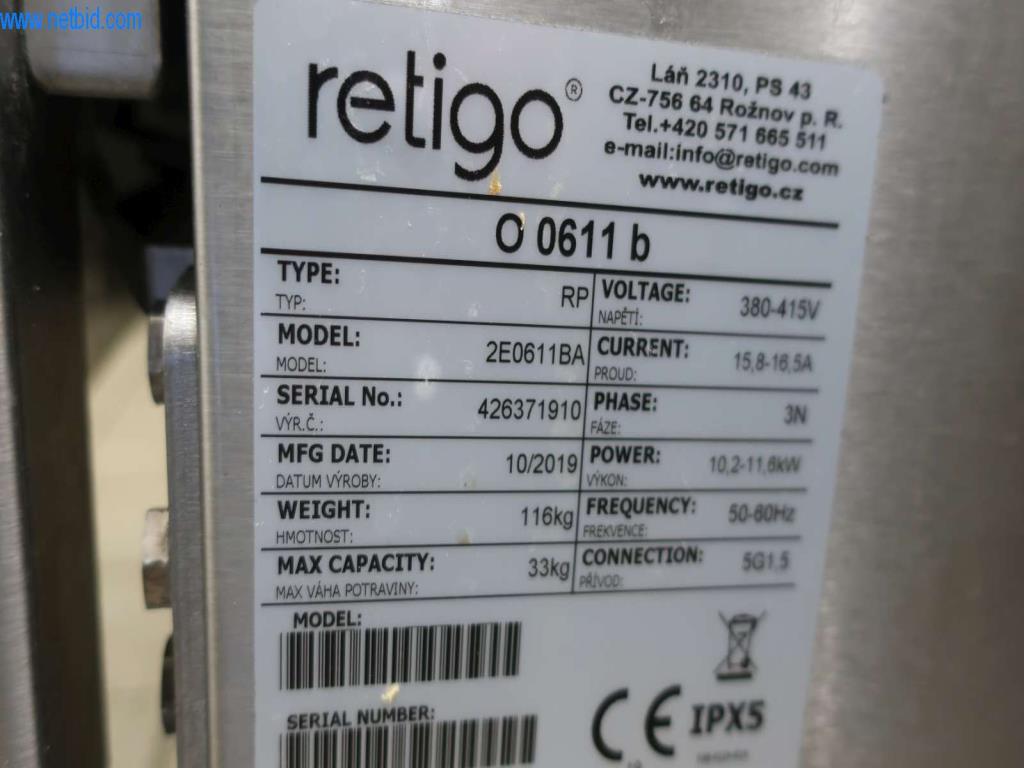 www.netbid.com
retigo®
Láň 2310, PS 43
CZ-756 64 Rožnov p. R.
Tel.+420 571 665 511
e-mail:info@retigo.com
www.retigo.cz
O 0611 b
TYPE: RP
TYP:
VOLTAGE: 380-415V
NAPĚTÍ:
MODEL: 2E0611BA
MODEL:
CURRENT: 15,8-16,5A
PROUD:
SERIAL No.: 426371910
VÝR.Č.:
PHASE: 3N
FÁZE:
MFG DATE: 10/2019
DATUM VÝROBY:
POWER: 10,2-11,6kW
VÝKON:
WEIGHT: 116kg
HMOTNOST:
FREQUENCY: 50-60Hz
FREKVENCE:
MAX CAPACITY: 33kg
MAX VÁHA POTRAVINY:
CONNECTION: 5G1,5
PŘÍVOD:
MODEL:
SERIAL NUMBER:
CE IPX5